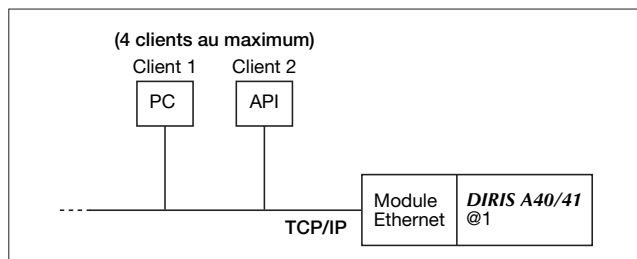 (4 clients au maximum)
Client 1 Client 2
PC API
Module DIRIS A40/41
Ethernet @1
TCP/IP